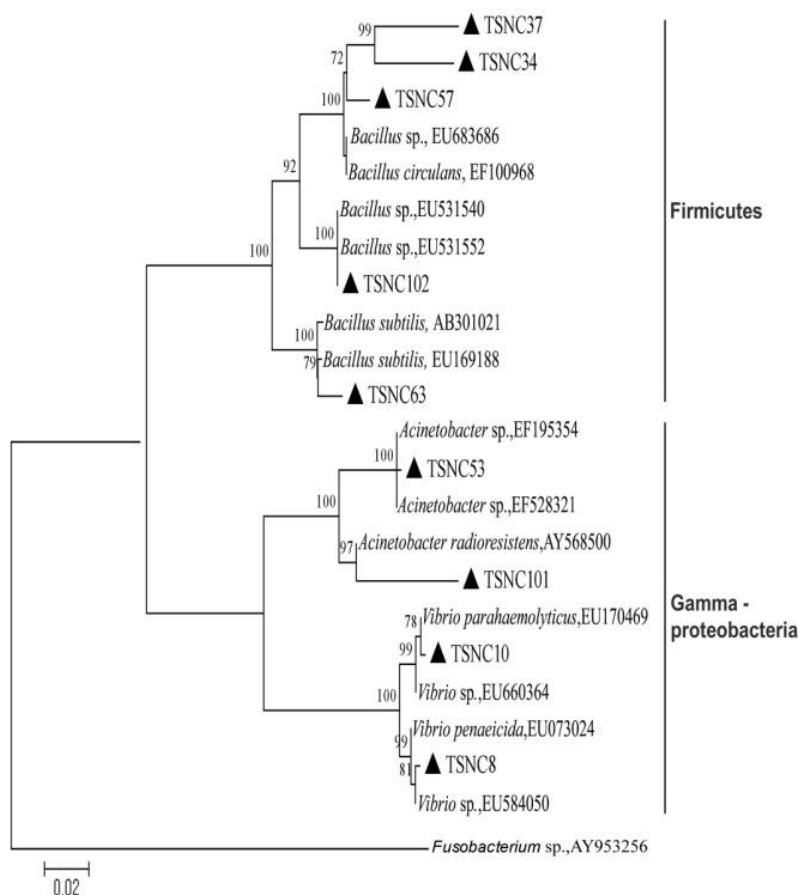 99
▲ TSNC37
72
▲ TSNC34
100
▲ TSNC57
Bacillus sp., EU683686
92
Bacillus circulans, EF100968
Bacillus sp.,EU531540
Firmicutes
100
100
Bacillus sp.,EU531552
▲ TSNC102
100
Bacillus subtilis, AB301021
79
Bacillus subtilis, EU169188
▲ TSNC63
Acinetobacter sp.,EF195354
100
▲ TSNC53
100
Acinetobacter sp.,EF528321
97
Acinetobacter radioresistens,AY568500
▲ TSNC101
Gamma -
proteobacteria
78
Vibrio parahaemolyticus,EU170469
99
▲ TSNC10
100
Vibrio sp,EU660364
99
Vibrio penaeicida,EU073024
81
▲ TSNC8
Vibrio sp,EU584050
Fusobacterium sp.,AY953256
0.02